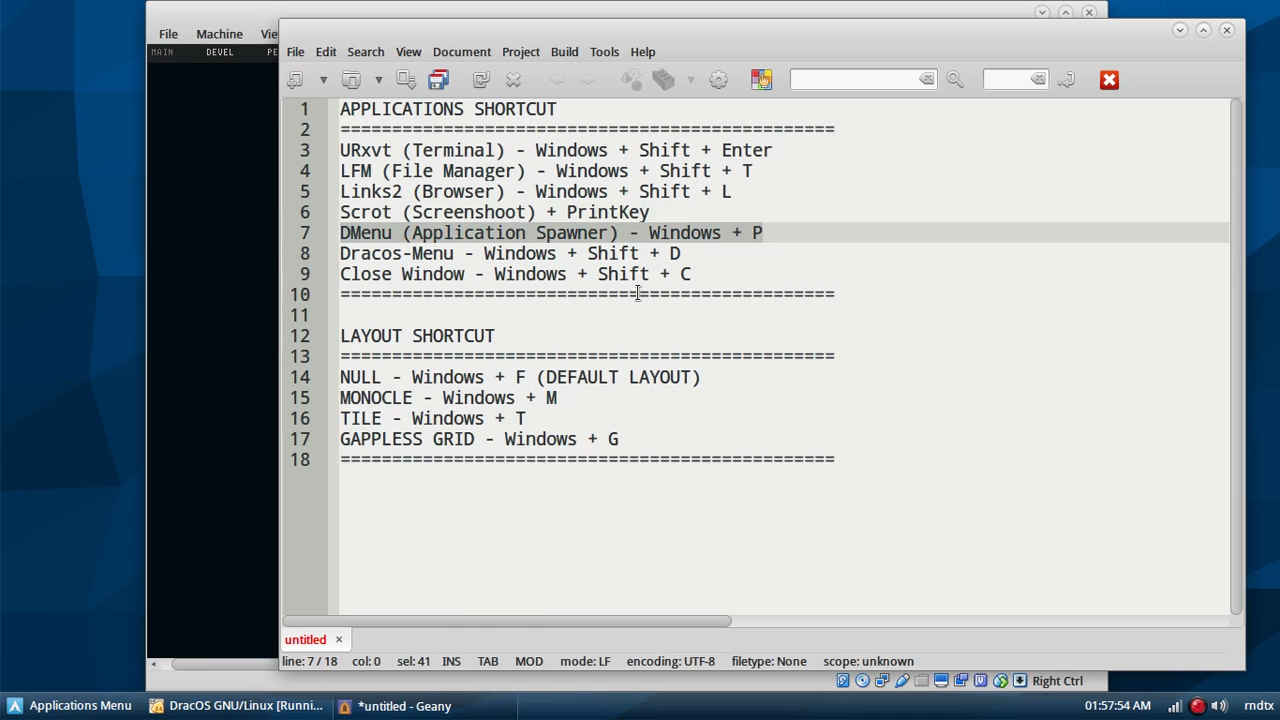 File Machine Vie
MAIN DEVEL PE
File Edit Search View Document Project Build Tools Help
1 APPLICATIONS SHORTCUT
2 ================================================
3 URxvt (Terminal) - Windows + Shift + Enter
4 LFM (File Manager) - Windows + Shift + T
5 Links2 (Browser) - Windows + Shift + L
6 Scrot (Screenshoot) + PrintKey
7 DMenu (Application Spawner) - Windows + P
8 Dracos-Menu - Windows + Shift + D
9 Close Window - Windows + Shift + C
10 ================================================
11
12 LAYOUT SHORTCUT
13 ================================================
14 NULL - Windows + F (DEFAULT LAYOUT)
15 MONOCLE - Windows + M
16 TILE - Windows + T
17 GAPPLESS GRID - Windows + G
18 ================================================
untitled
line: 7 / 18 col: 0 sel: 41 INS TAB MOD mode: LF encoding: UTF-8 filetype: None scope: unknown
Right Ctrl
Applications Menu DracOS GNU/Linux [Runni... *untitled - Geany 01:57:54 AM rndtx